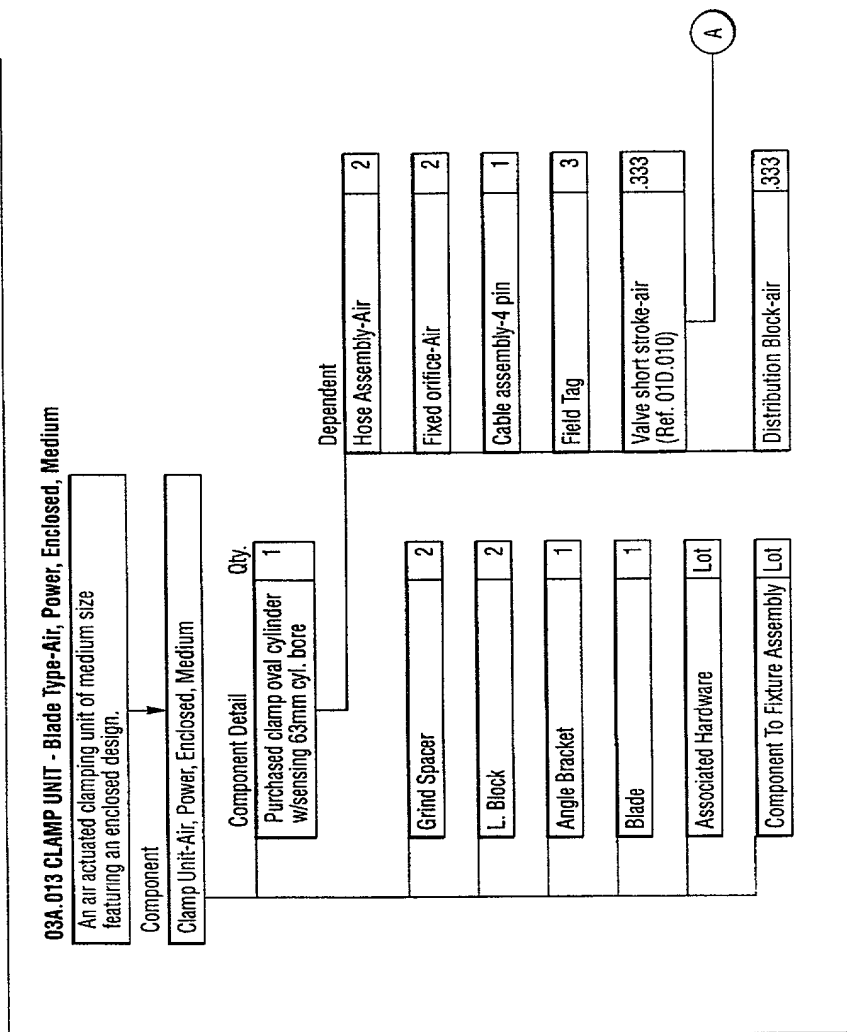 03A.013 CLAMP UNIT - Blade Type-Air, Power, Enclosed, Medium
An air actuated clamping unit of medium size
featuring an enclosed design.
Component
Clamp Unit-Air, Power, Enclosed, Medium
Component Detail Qty.
Purchased clamp oval cylinder 1
w/sensing 63mm cyl. bore
Grind Spacer 2
L. Block 2
Angle Bracket 1
Blade 1
Associated Hardware Lot
Component To Fixture Assembly Lot
Dependent
Hose Assembly-Air 2
Fixed orifice-Air 2
Cable assembly-4 pin 1
Field Tag 3
Valve short stroke-air .333
(Ref. 01D.010)
Distribution Block-air .333
A